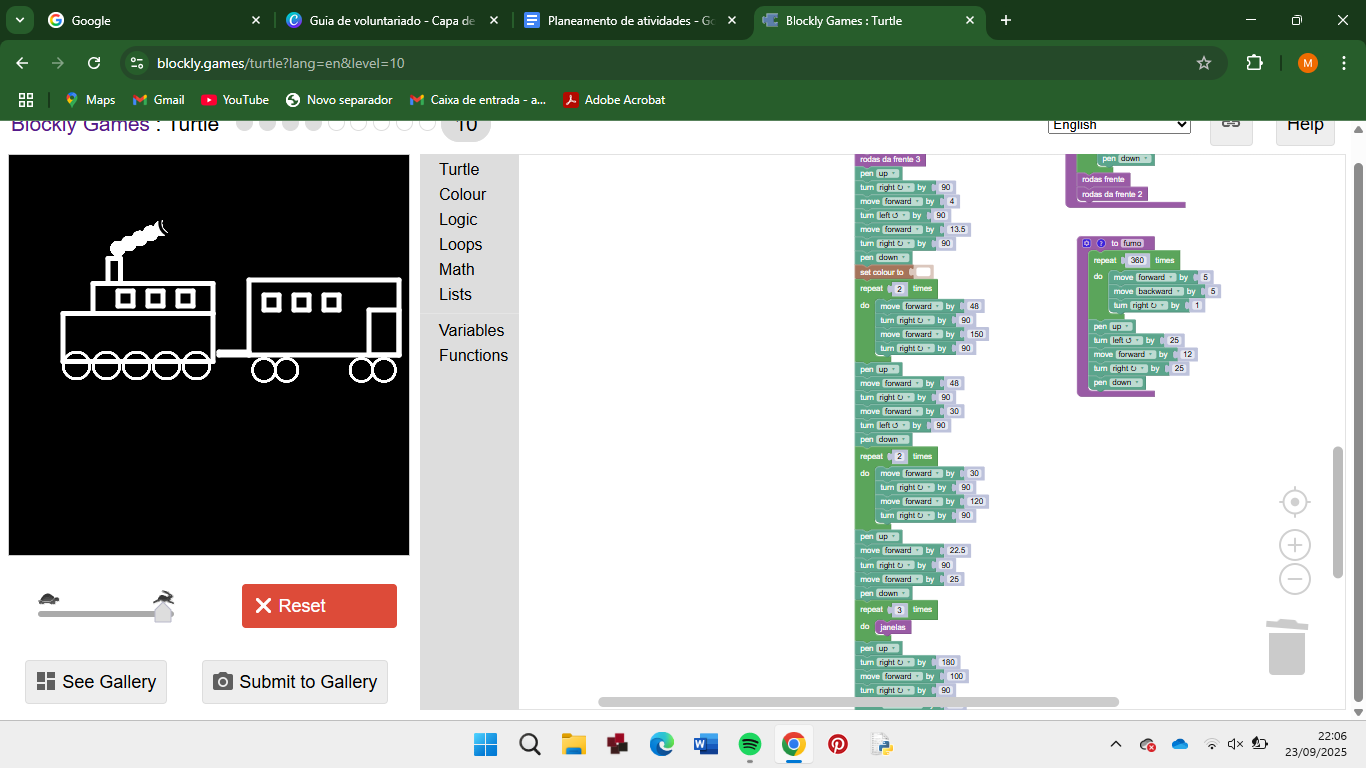 Google
Guia de voluntariado - Capa de
Planeamento de atividades - Go
Blockly Games : Turtle
blockly.games/turtle?lang=en&level=10
M
Maps
Gmail
YouTube
Novo separador
Caixa de entrada - a...
Adobe Acrobat
Blockly Games : Turtle
10
English
Help
Turtle
Colour
Logic
Loops
Math
Lists
Variables
Functions
rodas da frente 3
pen up
turn right ↻ by 90
move forward by 4
turn left ↺ by 90
move forward by 13.5
turn right ↻ by 90
pen down
set colour to
repeat 2 times
do move forward by 48
turn right ↻ by 90
move forward by 150
turn right ↻ by 90
pen up
move forward by 48
turn right ↻ by 90
move forward by 30
turn left ↺ by 90
pen down
repeat 2 times
do move forward by 30
turn right ↻ by 90
move forward by 120
turn right ↻ by 90
pen up
move forward by 22.5
turn right ↻ by 90
move forward by 25
pen down
repeat 3 times
do janelas
pen up
turn right ↻ by 180
move forward by 100
turn right ↻ by 90
pen down
rodas frente
rodas da frente 2
to fumo
repeat 360 times
do move forward by 5
move backward by 5
turn right ↻ by 1
pen up
turn left ↺ by 25
move forward by 12
turn right ↻ by 25
pen down
Reset
See Gallery
Submit to Gallery
22:06
23/09/2025